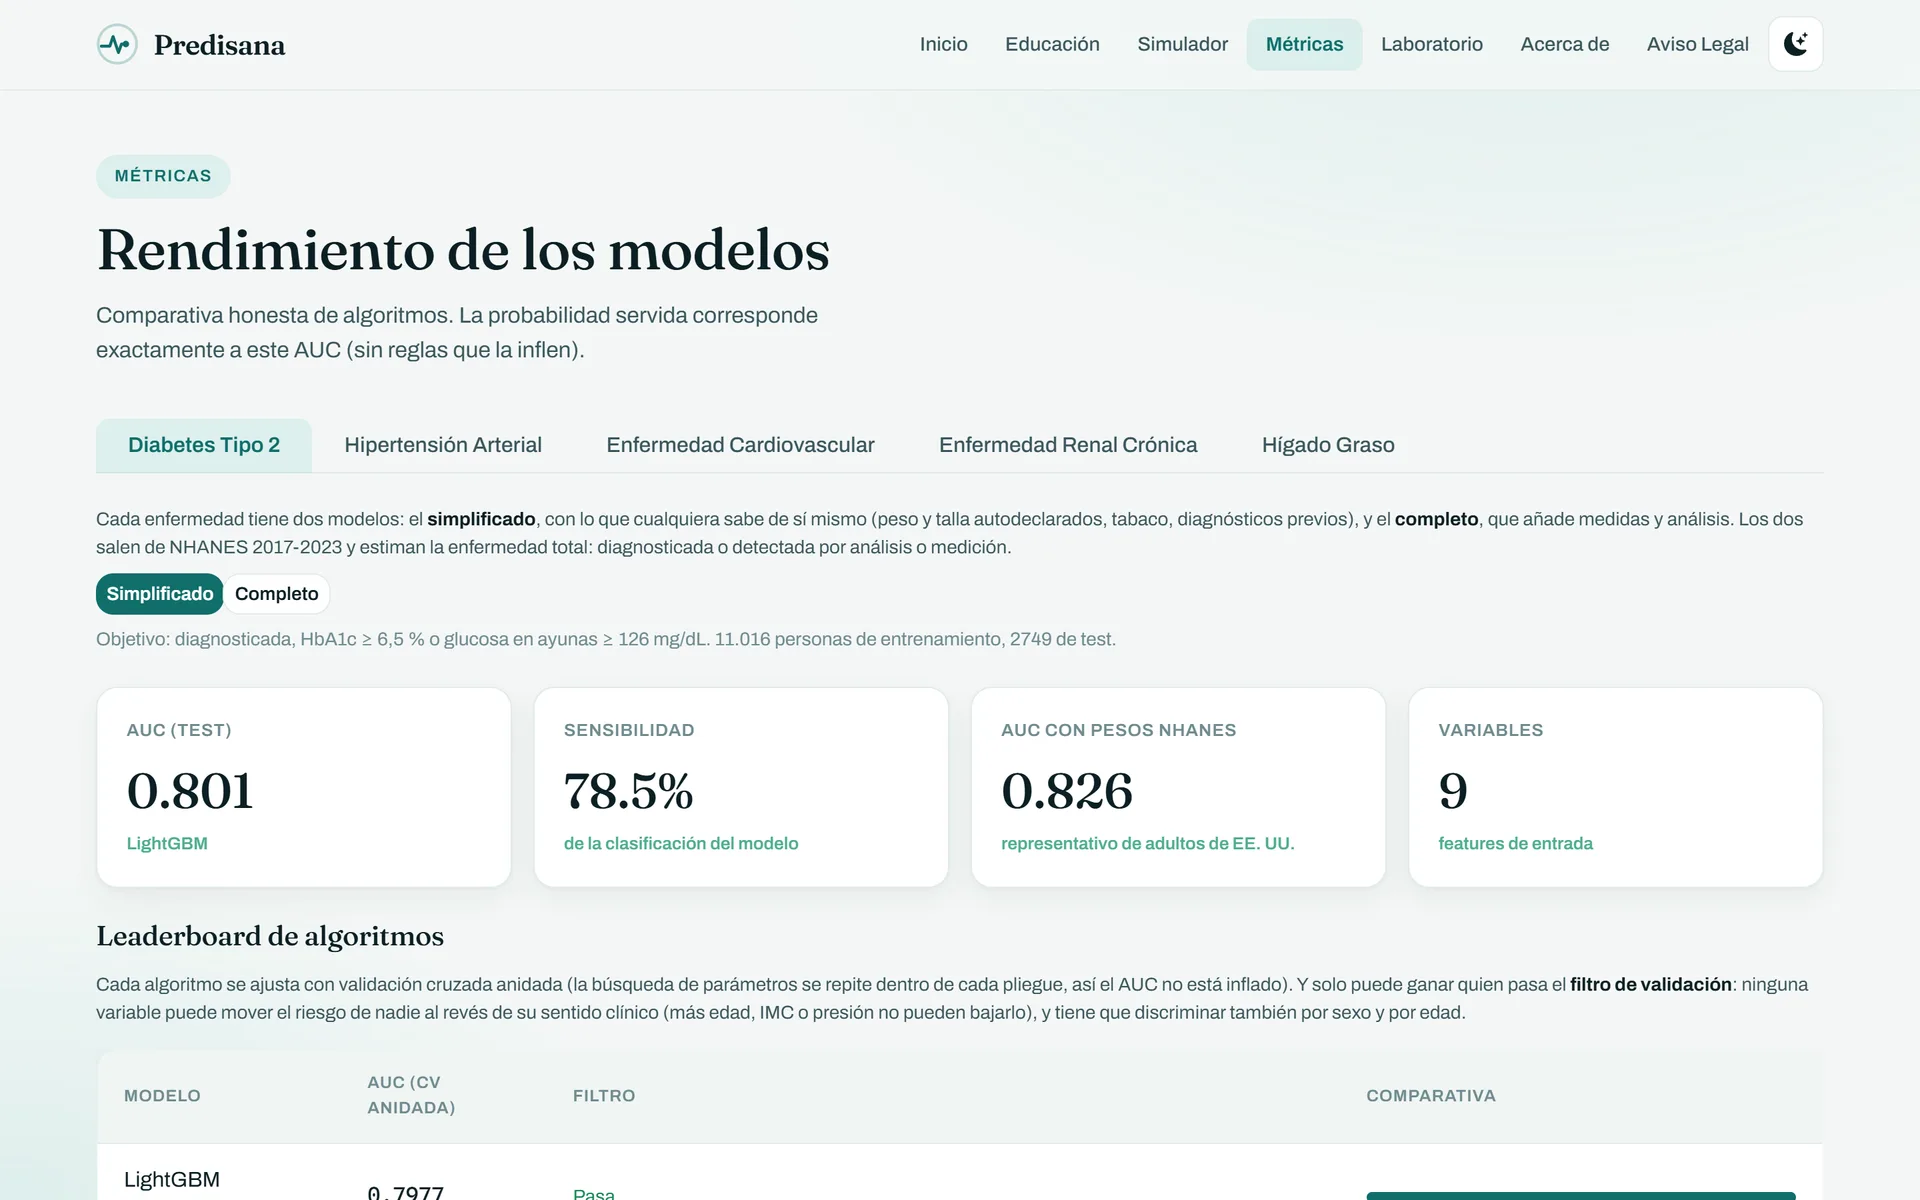 Predisana
Inicio Educación Simulador Métricas Laboratorio Acerca de Aviso Legal
MÉTRICAS
Rendimiento de los modelos
Comparativa honesta de algoritmos. La probabilidad servida corresponde
exactamente a este AUC (sin reglas que la inflen).
Diabetes Tipo 2 Hipertensión Arterial Enfermedad Cardiovascular Enfermedad Renal Crónica Hígado Graso
Cada enfermedad tiene dos modelos: el simplificado, con lo que cualquiera sabe de sí mismo (peso y talla autodeclarados, tabaco, diagnósticos previos), y el completo, que añade medidas y análisis. Los dos
salen de NHANES 2017-2023 y estiman la enfermedad total: diagnosticada o detectada por análisis o medición.
Simplificado Completo
Objetivo: diagnosticada, HbA1c ≥ 6,5 % o glucosa en ayunas ≥ 126 mg/dL. 11.016 personas de entrenamiento, 2749 de test.
AUC (TEST)
0.801
LightGBM
SENSIBILIDAD
78.5%
de la clasificación del modelo
AUC CON PESOS NHANES
0.826
representativo de adultos de EE. UU.
VARIABLES
9
features de entrada
Leaderboard de algoritmos
Cada algoritmo se ajusta con validación cruzada anidada (la búsqueda de parámetros se repite dentro de cada pliegue, así el AUC no está inflado). Y solo puede ganar quien pasa el filtro de validación: ninguna
variable puede mover el riesgo de nadie al revés de su sentido clínico (más edad, IMC o presión no pueden bajarlo), y tiene que discriminar también por sexo y por edad.
MODELO
AUC (CV
ANIDADA)
FILTRO
COMPARATIVA
LightGBM
0.7977
Pasa